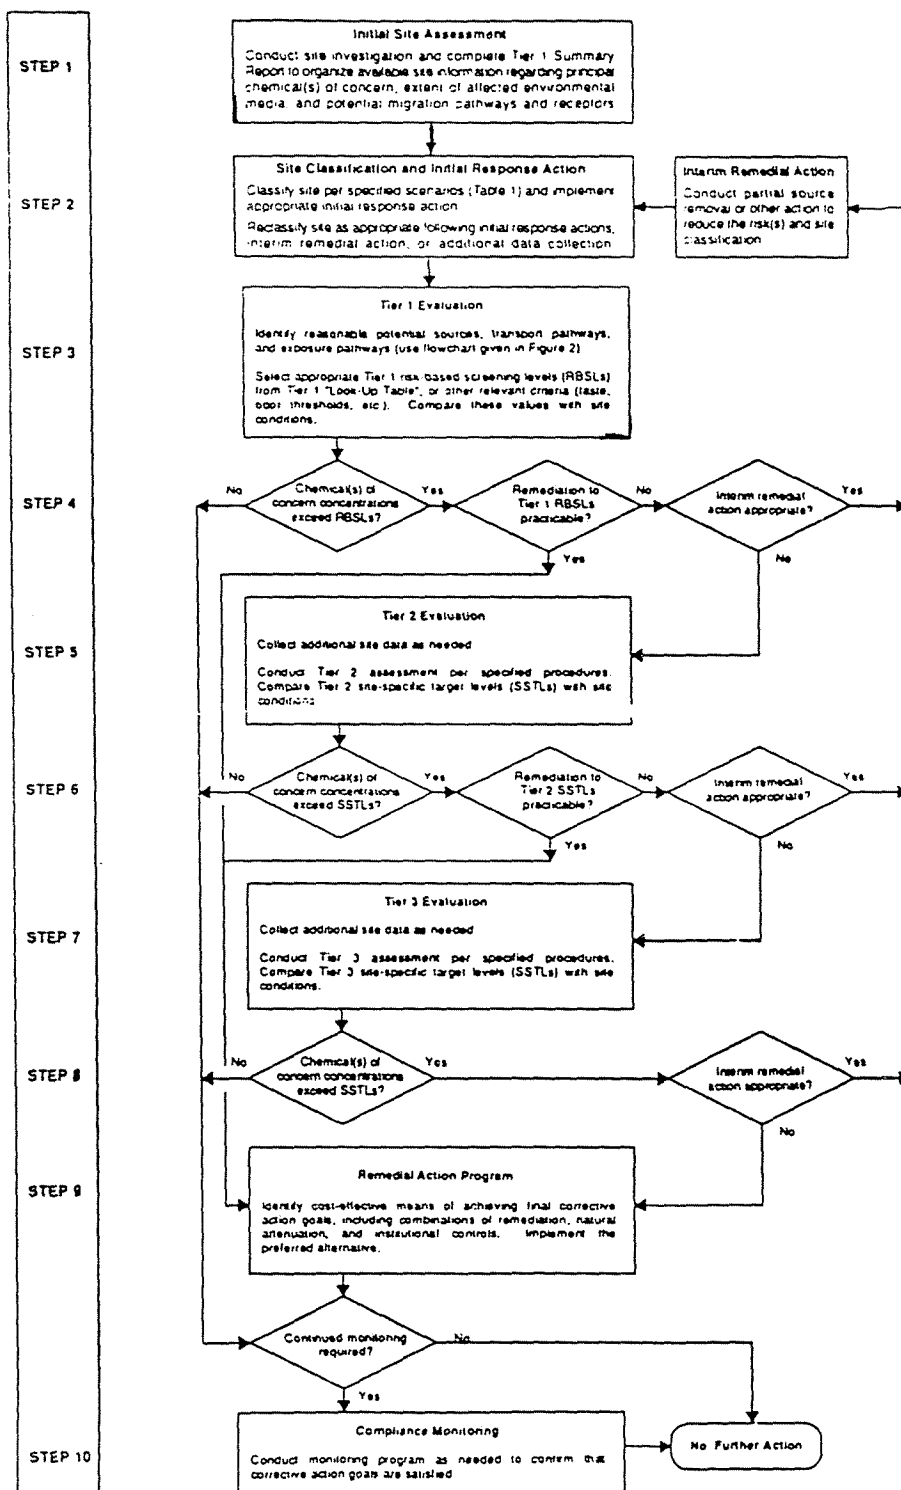 STEP 1
Initial Site Assessment
Conduct site investigation and complete Tier 1 Summary
Report to organize available site information regarding principal
chemical(s) of concern, extent of affected environmental
media, and potential migration pathways and receptors
STEP 2
Site Classification and Initial Response Action
Classify site per specified scenarios (Table 1) and implement
appropriate initial response action
Reclassify site as appropriate following initial response actions,
interim remedial action, or additional data collection
Interim Remedial Action
Conduct partial source
removal or other action to
reduce the risk(s) and site
classification
STEP 3
Tier 1 Evaluation
Identify reasonable potential sources, transport pathways,
and exposure pathways (use flowchart given in Figure 2)
Select appropriate Tier 1 risk-based screening levels (RBSLs)
from Tier 1 "Look-Up Table", or other relevant criteria (taste,
odor thresholds, etc.). Compare these values with site
conditions.
STEP 4
No
Chemical(s) of
concern concentrations
exceed RBSLs?
Yes
Remediation to
Tier 1 RBSLs
practicable?
No
Interim remedial
action appropriate?
Yes
Yes
No
STEP 5
Tier 2 Evaluation
Collect additional site data as needed
Conduct Tier 2 assessment per specified procedures.
Compare Tier 2 site-specific target levels (SSTLs) with site
conditions
STEP 6
No
Chemical(s) of
concern concentrations
exceed SSTLs?
Yes
Remediation to
Tier 2 SSTLs
practicable?
No
Interim remedial
action appropriate?
Yes
Yes
No
STEP 7
Tier 3 Evaluation
Collect additional site data as needed
Conduct Tier 3 assessment per specified procedures.
Compare Tier 3 site-specific target levels (SSTLs) with site
conditions.
STEP 8
No
Chemical(s) of
concern concentrations
exceed SSTLs?
Yes
Interim remedial
action appropriate?
Yes
No
STEP 9
Remedial Action Program
Identify cost-effective means of achieving final corrective
action goals, including combinations of remediation, natural
attenuation, and institutional controls. Implement the
preferred alternative.
Continued monitoring
required?
No
Yes
STEP 10
Compliance Monitoring
Conduct monitoring program as needed to confirm that
corrective action goals are satisfied
No Further Action